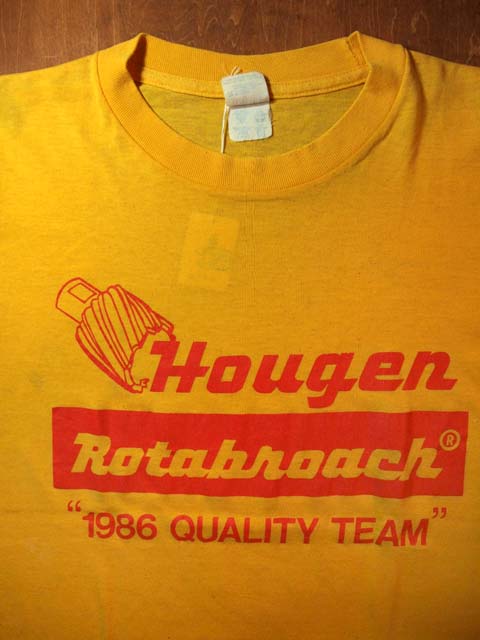 Hougen
Rotabroach®
"1986 QUALITY TEAM"